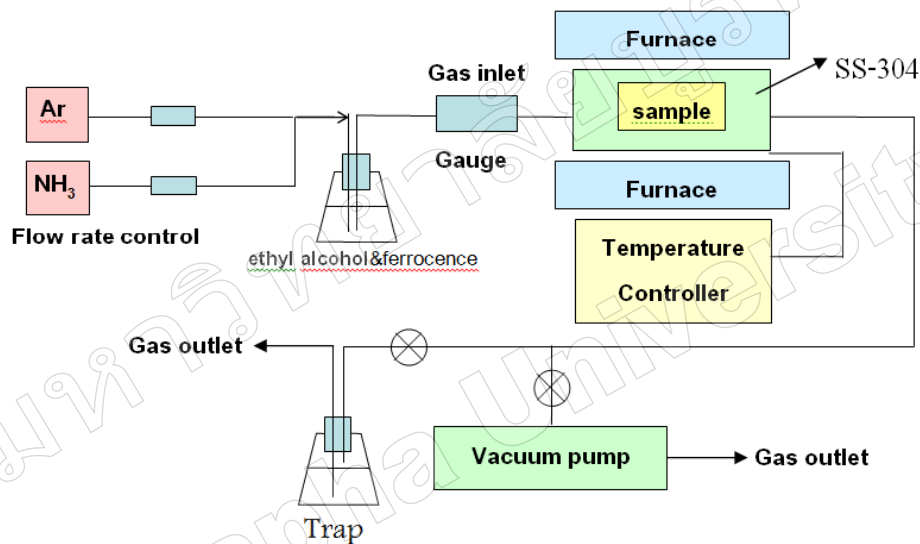 Furnace
SS-304
Gas inlet
Ar
sample
Gauge
NH3
Furnace
Flow rate control
ethyl alcohol&ferrocence
Temperature
Controller
Gas outlet
Vacuum pump
Gas outlet
Trap